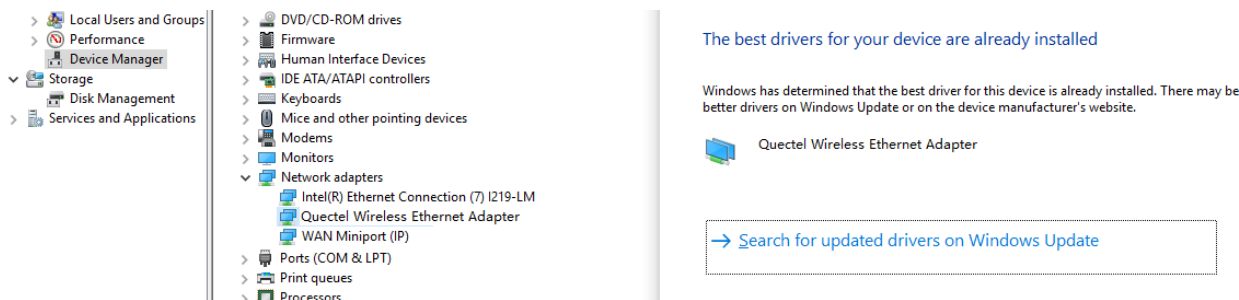 Local Users and Groups
Performance
Device Manager
Storage
Disk Management
Services and Applications
DVD/CD-ROM drives
Firmware
Human Interface Devices
IDE ATA/ATAPI controllers
Keyboards
Mice and other pointing devices
Modems
Monitors
Network adapters
Intel(R) Ethernet Connection (7) I219-LM
Quectel Wireless Ethernet Adapter
WAN Miniport (IP)
Ports (COM & LPT)
Print queues
Processors
The best drivers for your device are already installed
Windows has determined that the best driver for this device is already installed. There may be
better drivers on Windows Update or on the device manufacturer's website.
Quectel Wireless Ethernet Adapter
Search for updated drivers on Windows Update